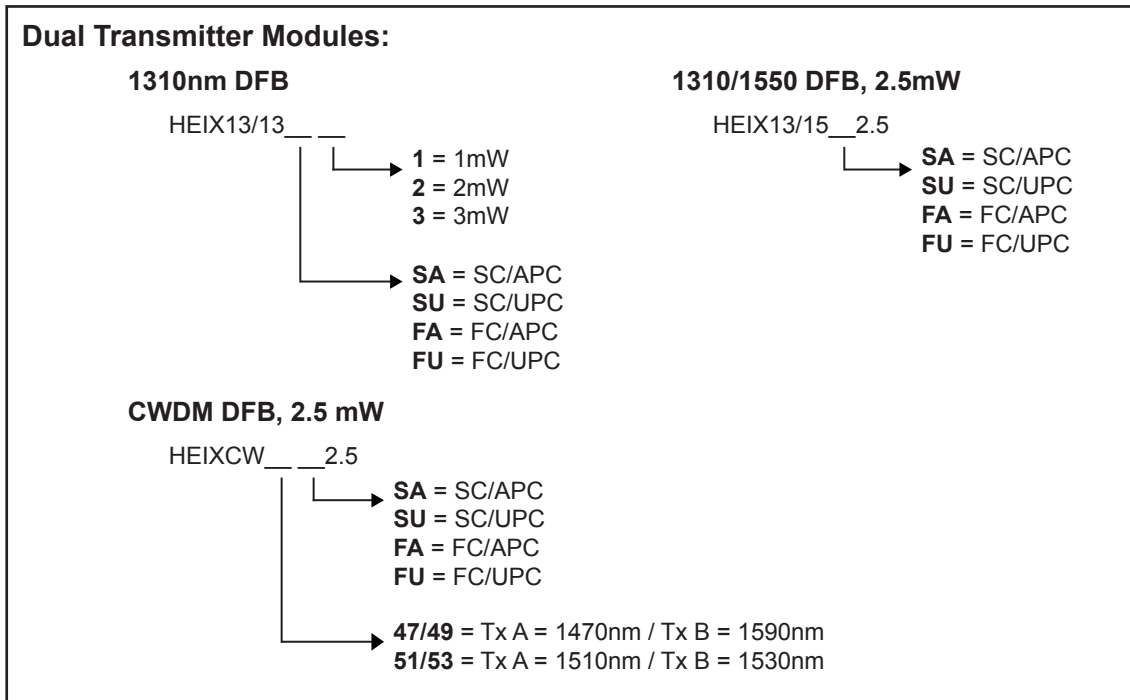 Dual Transmitter Modules:
1310nm DFB
HEIX13/13__ __
1 = 1mW
2 = 2mW
3 = 3mW
SA = SC/APC
SU = SC/UPC
FA = FC/APC
FU = FC/UPC
1310/1550 DFB, 2.5mW
HEIX13/15__2.5
SA = SC/APC
SU = SC/UPC
FA = FC/APC
FU = FC/UPC
CWDM DFB, 2.5 mW
HEIXCW__ __2.5
SA = SC/APC
SU = SC/UPC
FA = FC/APC
FU = FC/UPC
47/49 = Tx A = 1470nm / Tx B = 1590nm
51/53 = Tx A = 1510nm / Tx B = 1530nm